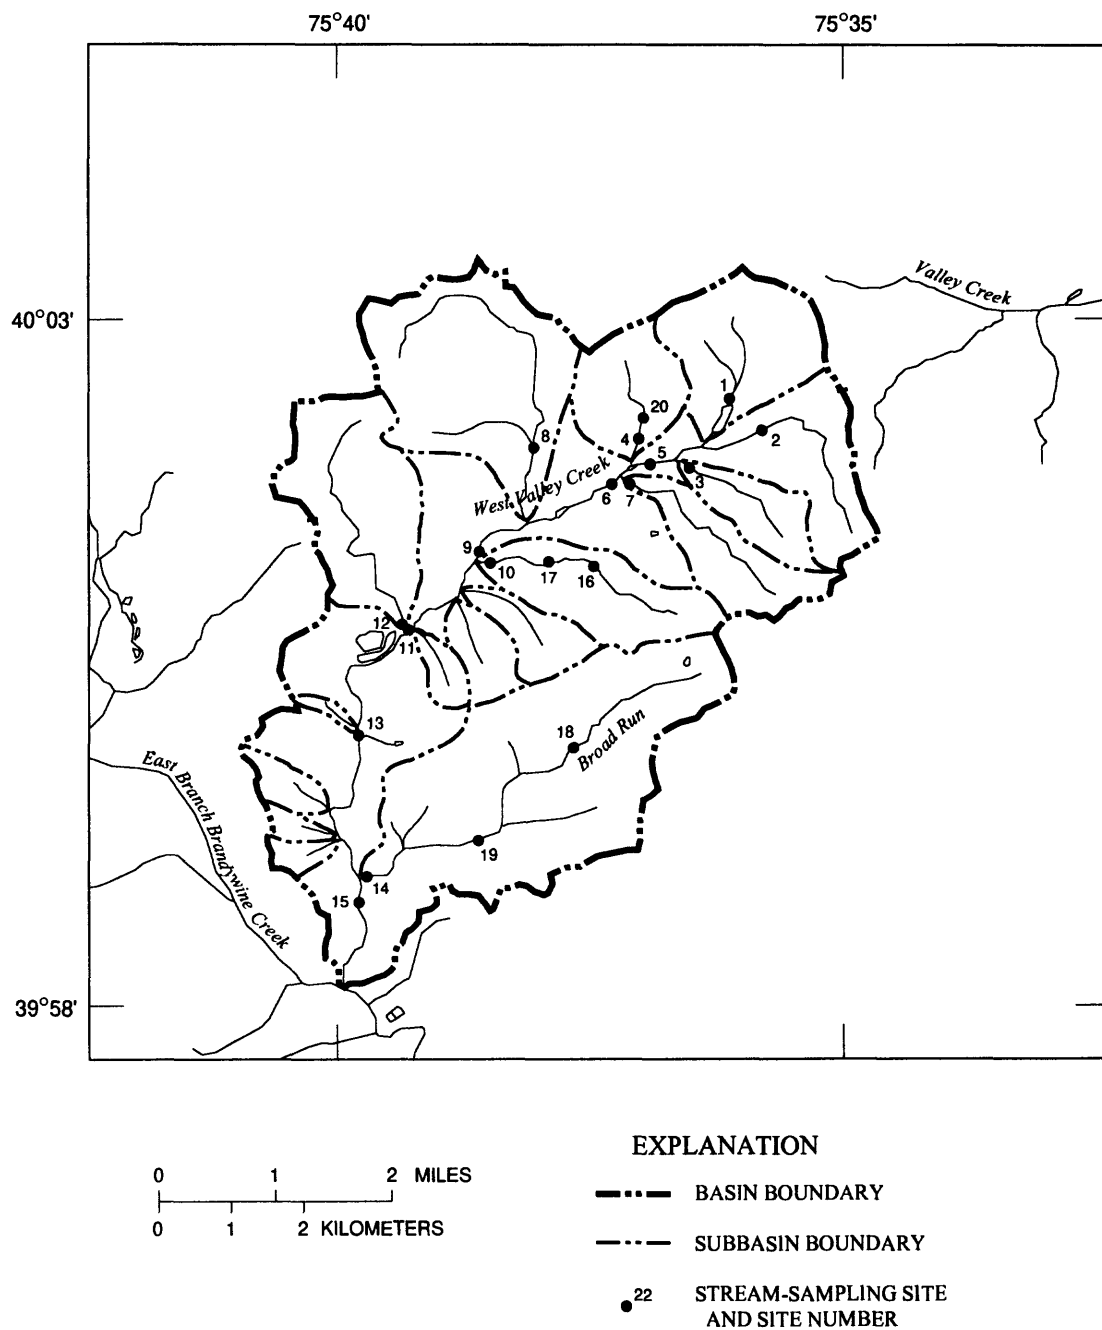 75°40'
75°35'
40°03'
Valley Creek
1
20
2
4
8
5
3
West Valley Creek
6
7
9
10
17
16
12
11
13
18
Broad Run
East Branch Brandywine Creek
19
14
15
39°58'
0 1 2 MILES
0 1 2 KILOMETERS
EXPLANATION
BASIN BOUNDARY
SUBBASIN BOUNDARY
22 STREAM-SAMPLING SITE
AND SITE NUMBER